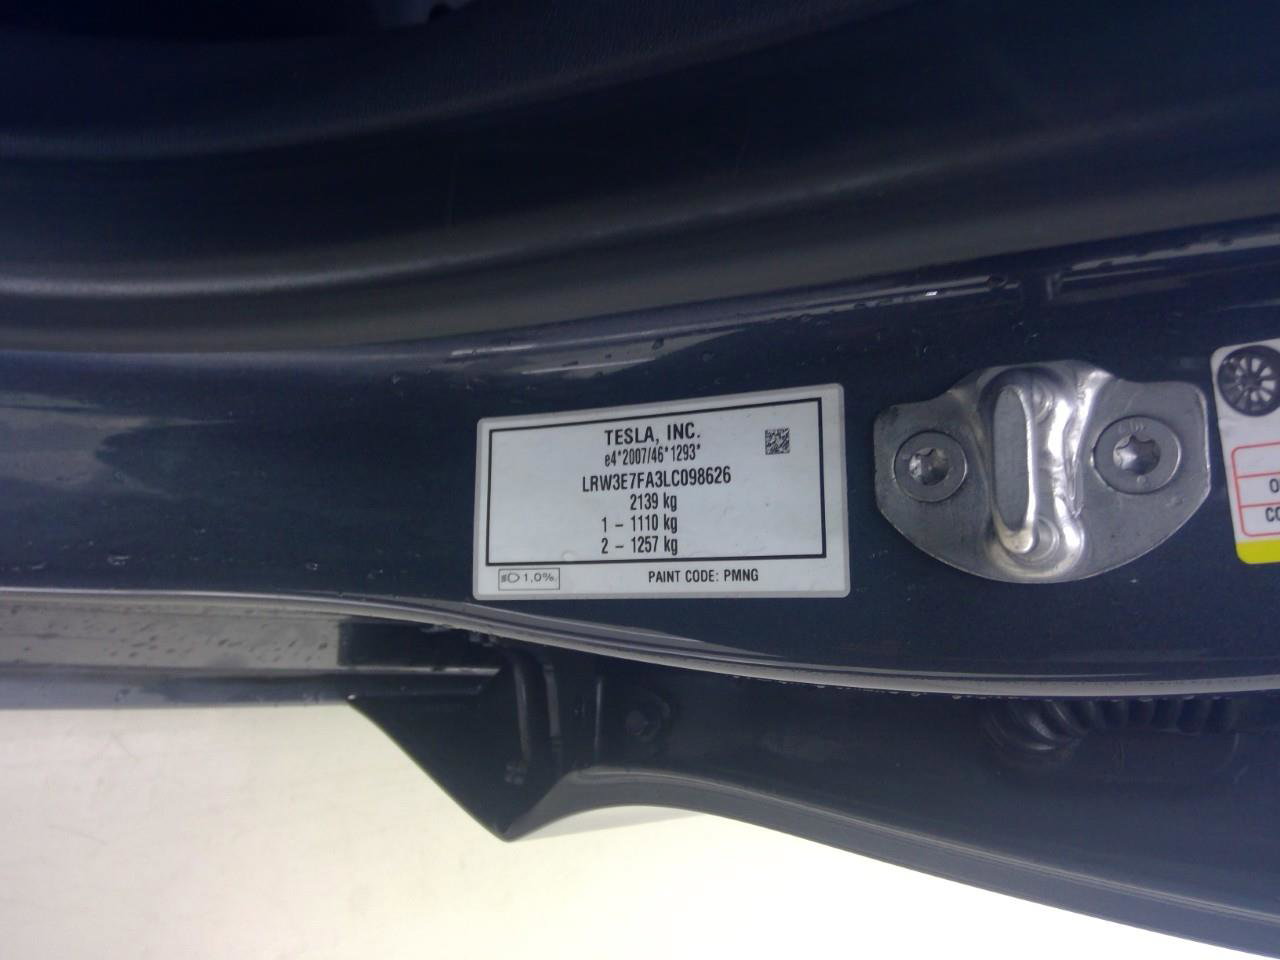 TESLA, INC.
e4*2007/46*1293*
LRW3E7FA3LC098626
2139 kg
1 - 1110 kg
2 - 1257 kg
1,0%
PAINT CODE: PMNG